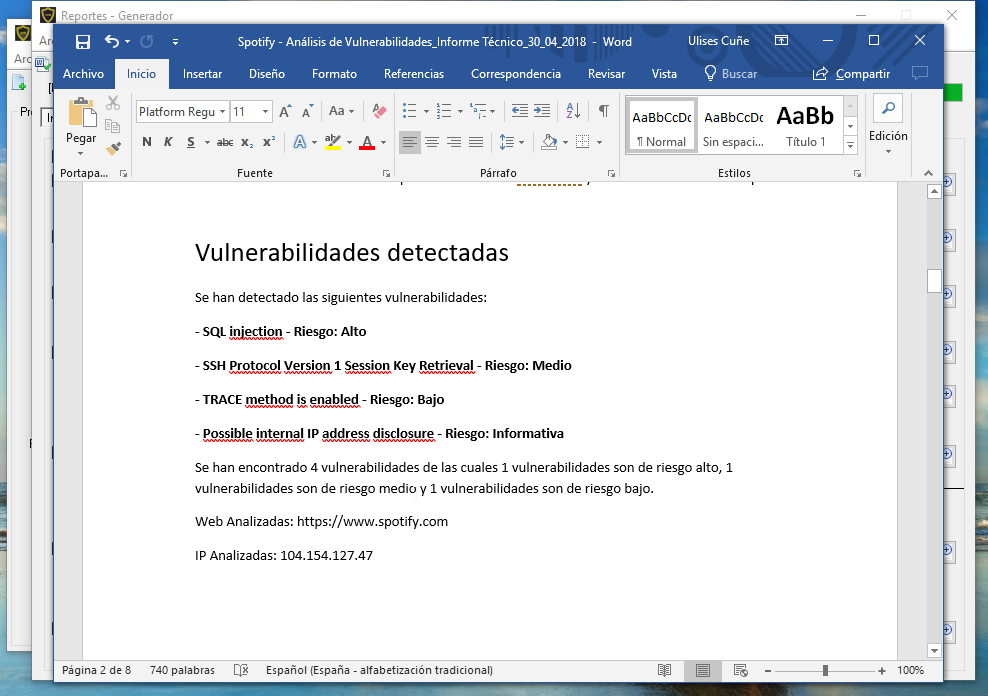 Reportes - Generador
Spotify - Análisis de Vulnerabilidades_Informe Técnico_30_04_2018 - Word
Ulises Cuñe
Archivo Inicio Insertar Diseño Formato Referencias Correspondencia Revisar Vista Buscar Compartir
Platform Regu 11
Aa
AaBbCcDc AaBbCcDc AaBb
Pegar
N K S abc x₂ x²
¶ Normal Sin espaci... Título 1
Edición
Portapa... Fuente Párrafo Estilos
Vulnerabilidades detectadas
Se han detectado las siguientes vulnerabilidades:
- SQL injection - Riesgo: Alto
- SSH Protocol Version 1 Session Key Retrieval - Riesgo: Medio
- TRACE method is enabled - Riesgo: Bajo
- Possible internal IP address disclosure - Riesgo: Informativa
Se han encontrado 4 vulnerabilidades de las cuales 1 vulnerabilidades son de riesgo alto, 1
vulnerabilidades son de riesgo medio y 1 vulnerabilidades son de riesgo bajo.
Web Analizadas: https://www.spotify.com
IP Analizadas: 104.154.127.47
Página 2 de 8 740 palabras Español (España - alfabetización tradicional) 100%